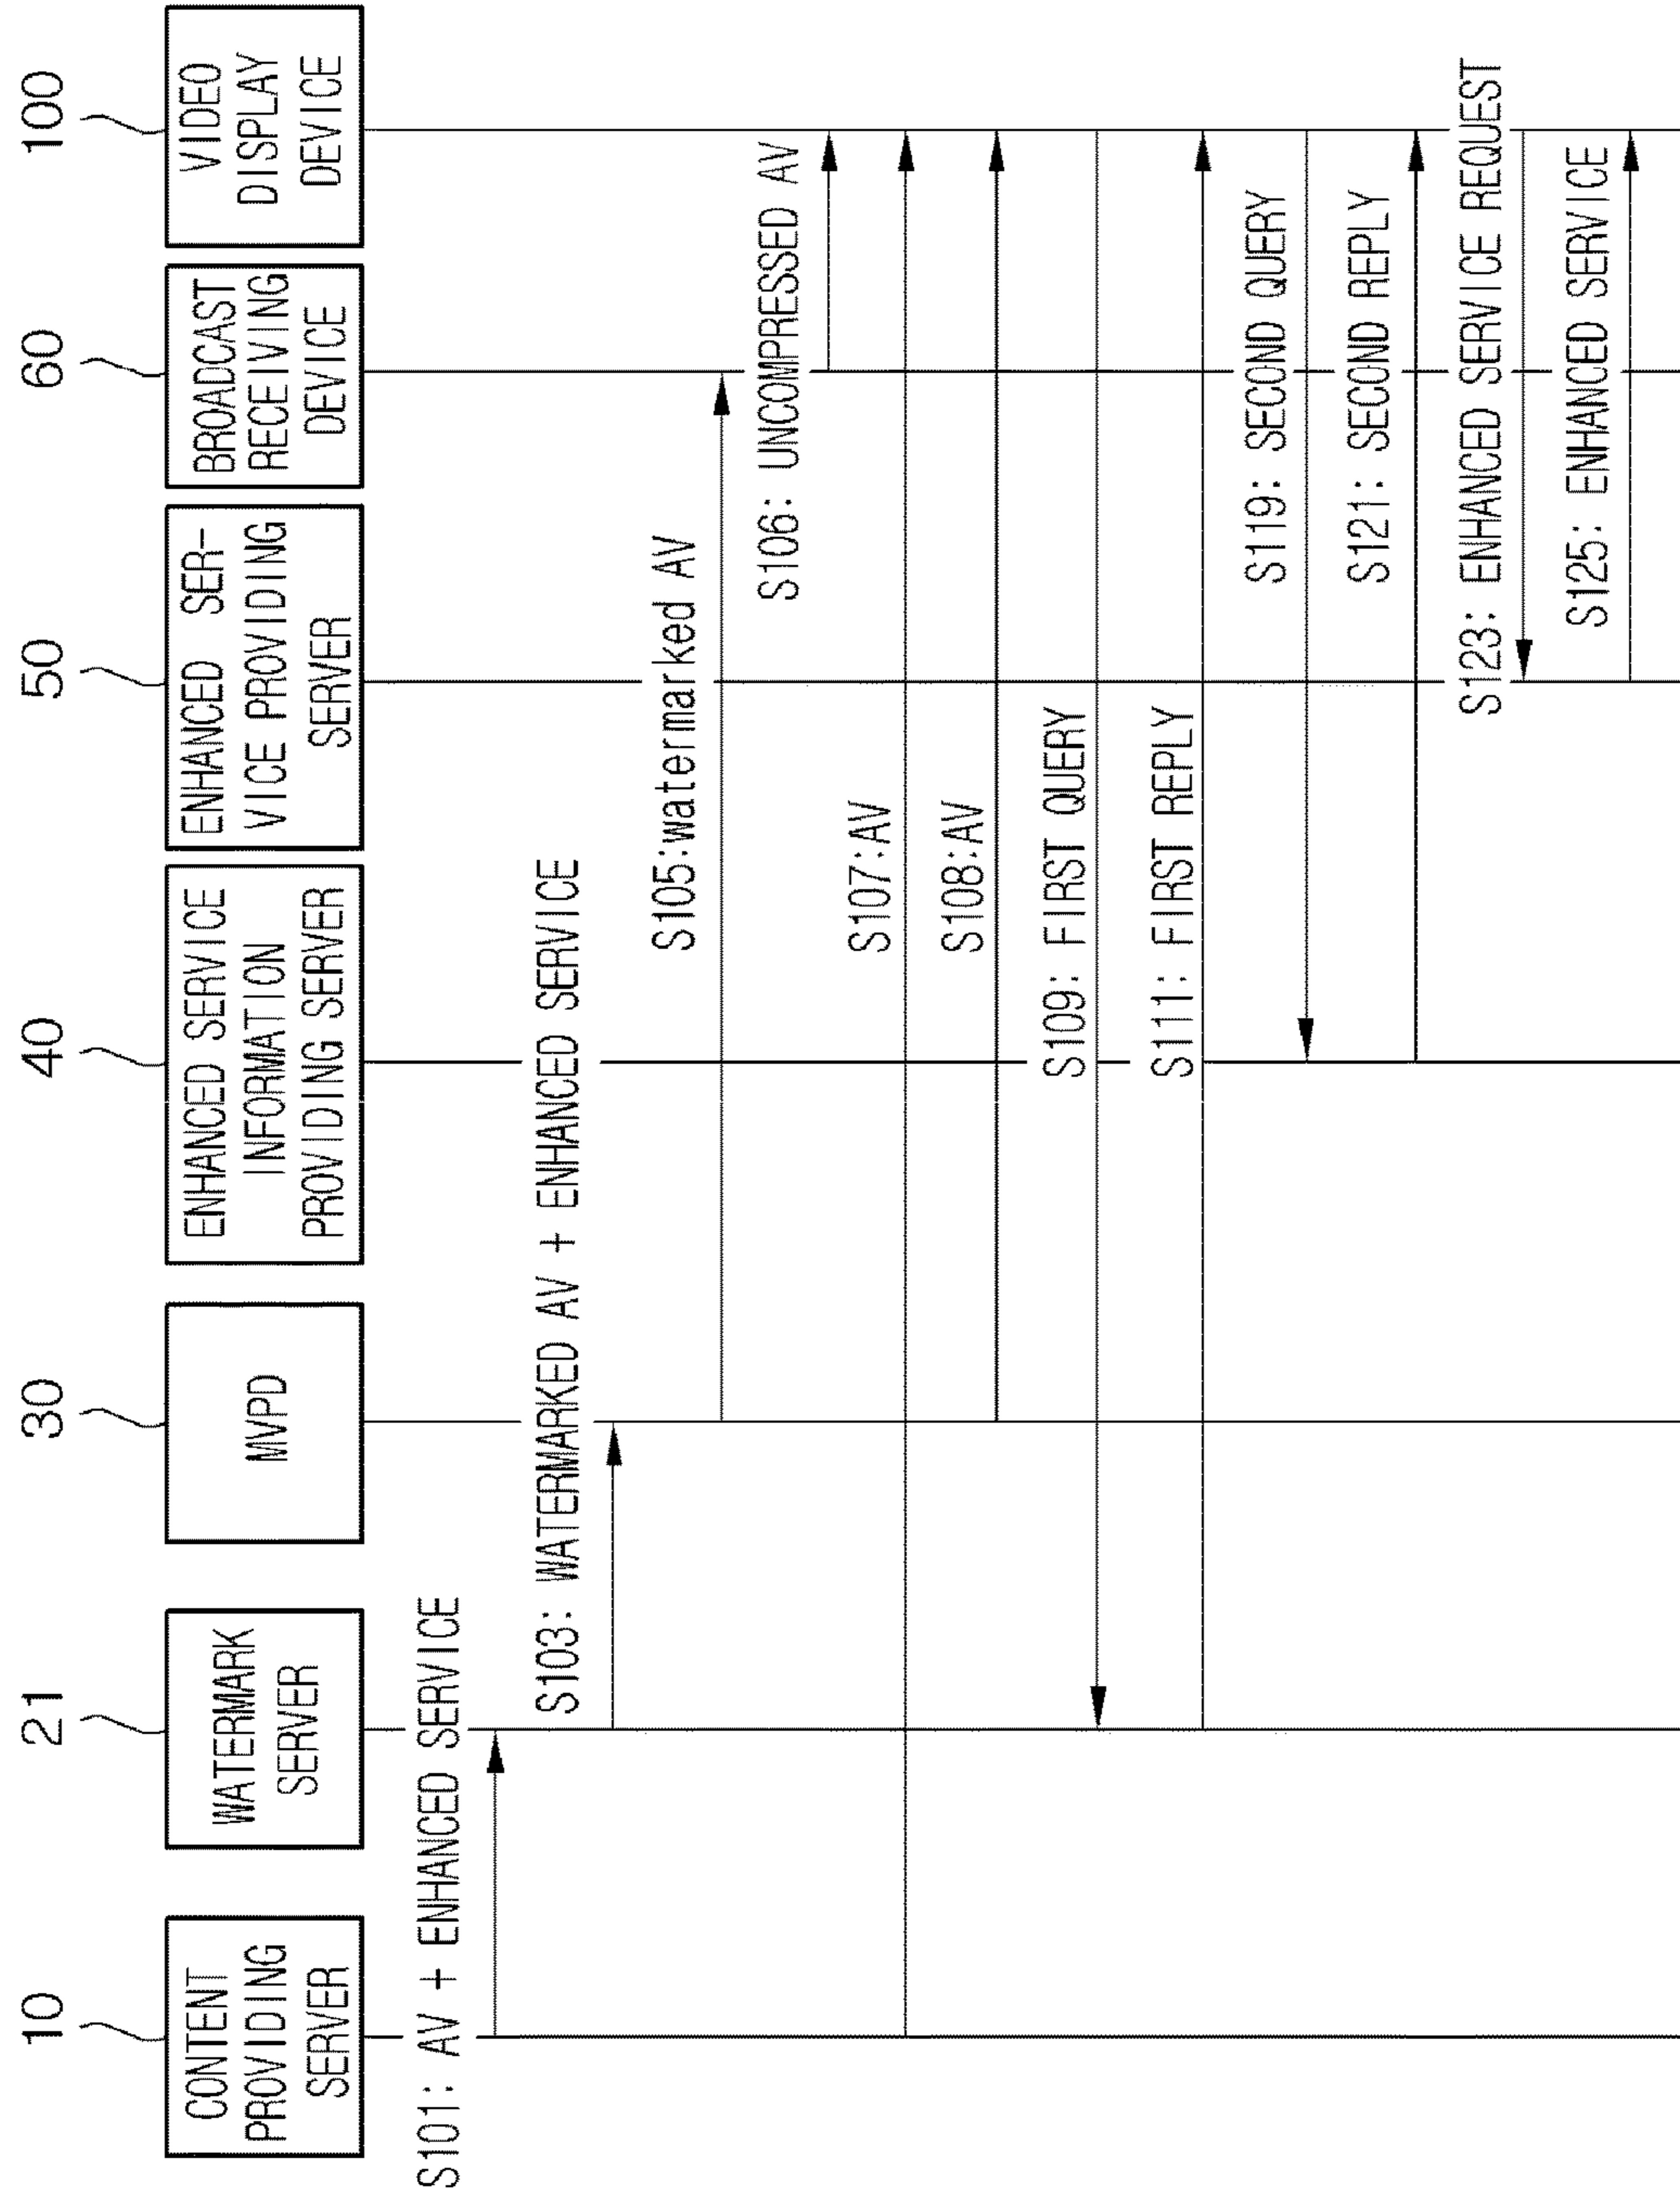 10
CONTENT
PROVIDING
SERVER
21
WATERMARK
SERVER
30
MVPD
40
ENHANCED SERVICE
INFORMATION
PROVIDING SERVER
50
ENHANCED SER-
VICE PROVIDING
SERVER
60
BROADCAST
RECEIVING
DEVICE
100
VIDEO
DISPLAY
DEVICE
S101: AV + ENHANCED SERVICE
S103: WATERMARKED AV + ENHANCED SERVICE
S105:watermarked AV
S106: UNCOMPRESSED AV
S107:AV
S108:AV
S109: FIRST QUERY
S111: FIRST REPLY
S119: SECOND QUERY
S121: SECOND REPLY
S123: ENHANCED SERVICE REQUEST
S125: ENHANCED SERVICE